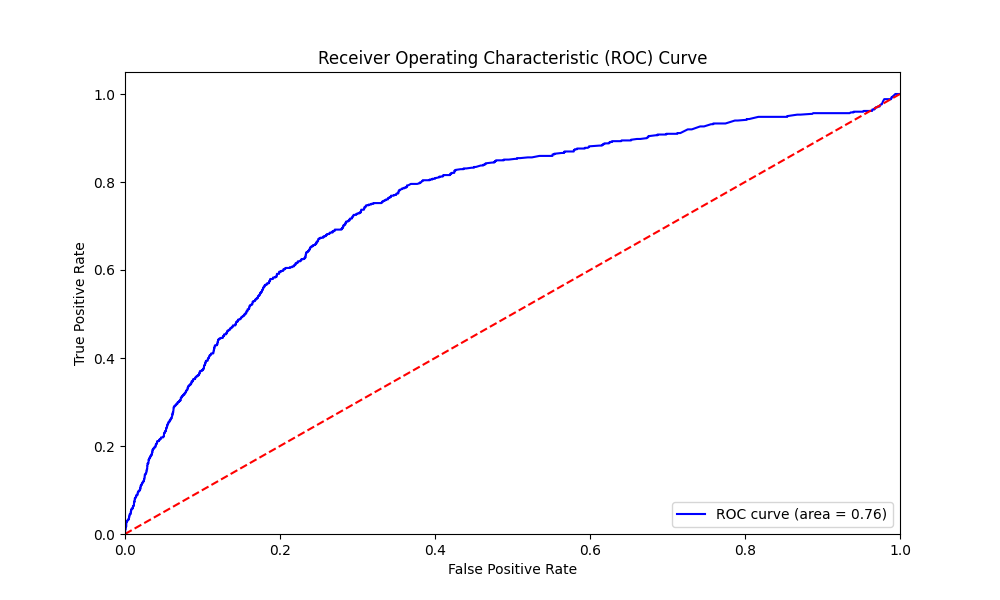 Receiver Operating Characteristic (ROC) Curve
1.0
0.8
0.6
0.4
0.2
0.0
True Positive Rate
ROC curve (area = 0.76)
0.0 0.2 0.4 0.6 0.8 1.0
False Positive Rate